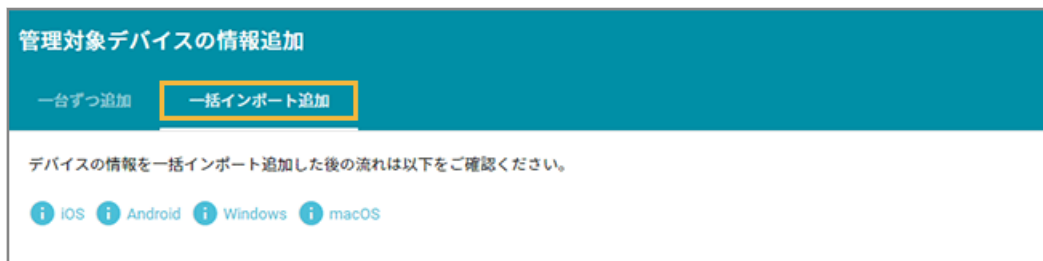 管理対象デバイスの情報追加
一台ずつ追加 一括インポート追加
デバイスの情報を一括インポート追加した後の流れは以下をご確認ください。
i iOS i Android i Windows i macOS